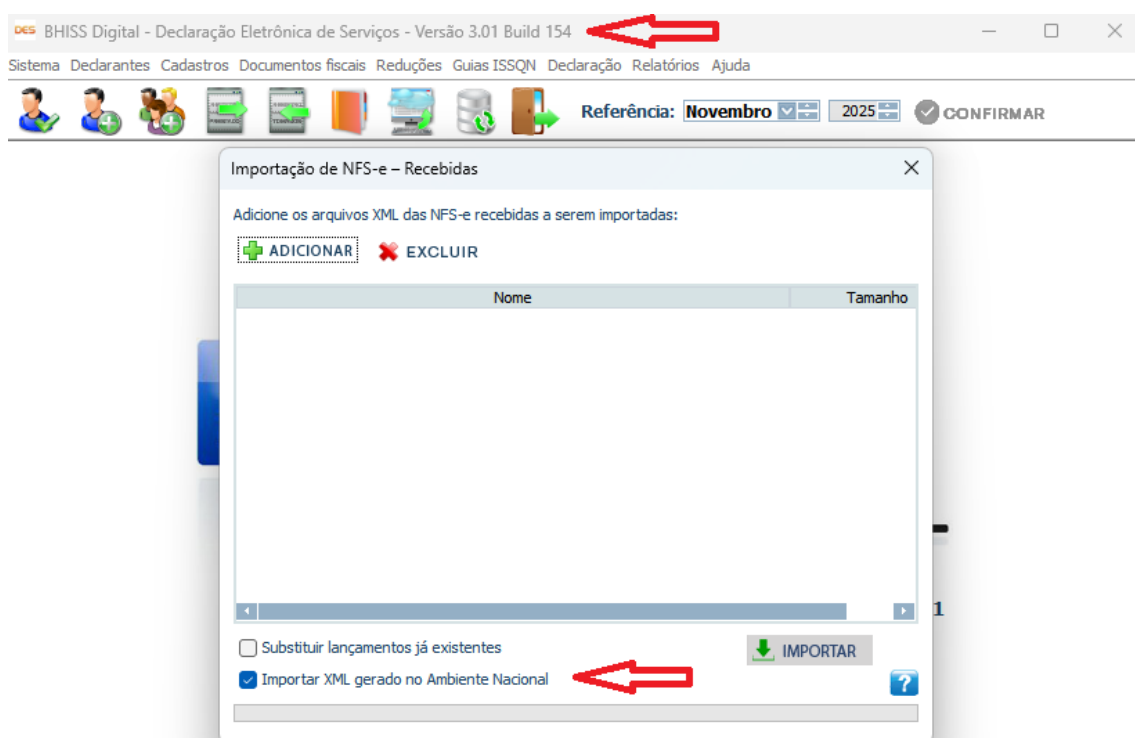 DES BHISS Digital - Declaração Eletrônica de Serviços - Versão 3.01 Build 154
Sistema Declarantes Cadastros Documentos fiscais Reduções Guias ISSQN Declaração Relatórios Ajuda
Referência: Novembro 2025 CONFIRMAR
Importação de NFS-e – Recebidas
Adicione os arquivos XML das NFS-e recebidas a serem importadas:
ADICIONAR EXCLUIR
Nome Tamanho
1
Substituir lançamentos já existentes
IMPORTAR
Importar XML gerado no Ambiente Nacional
?